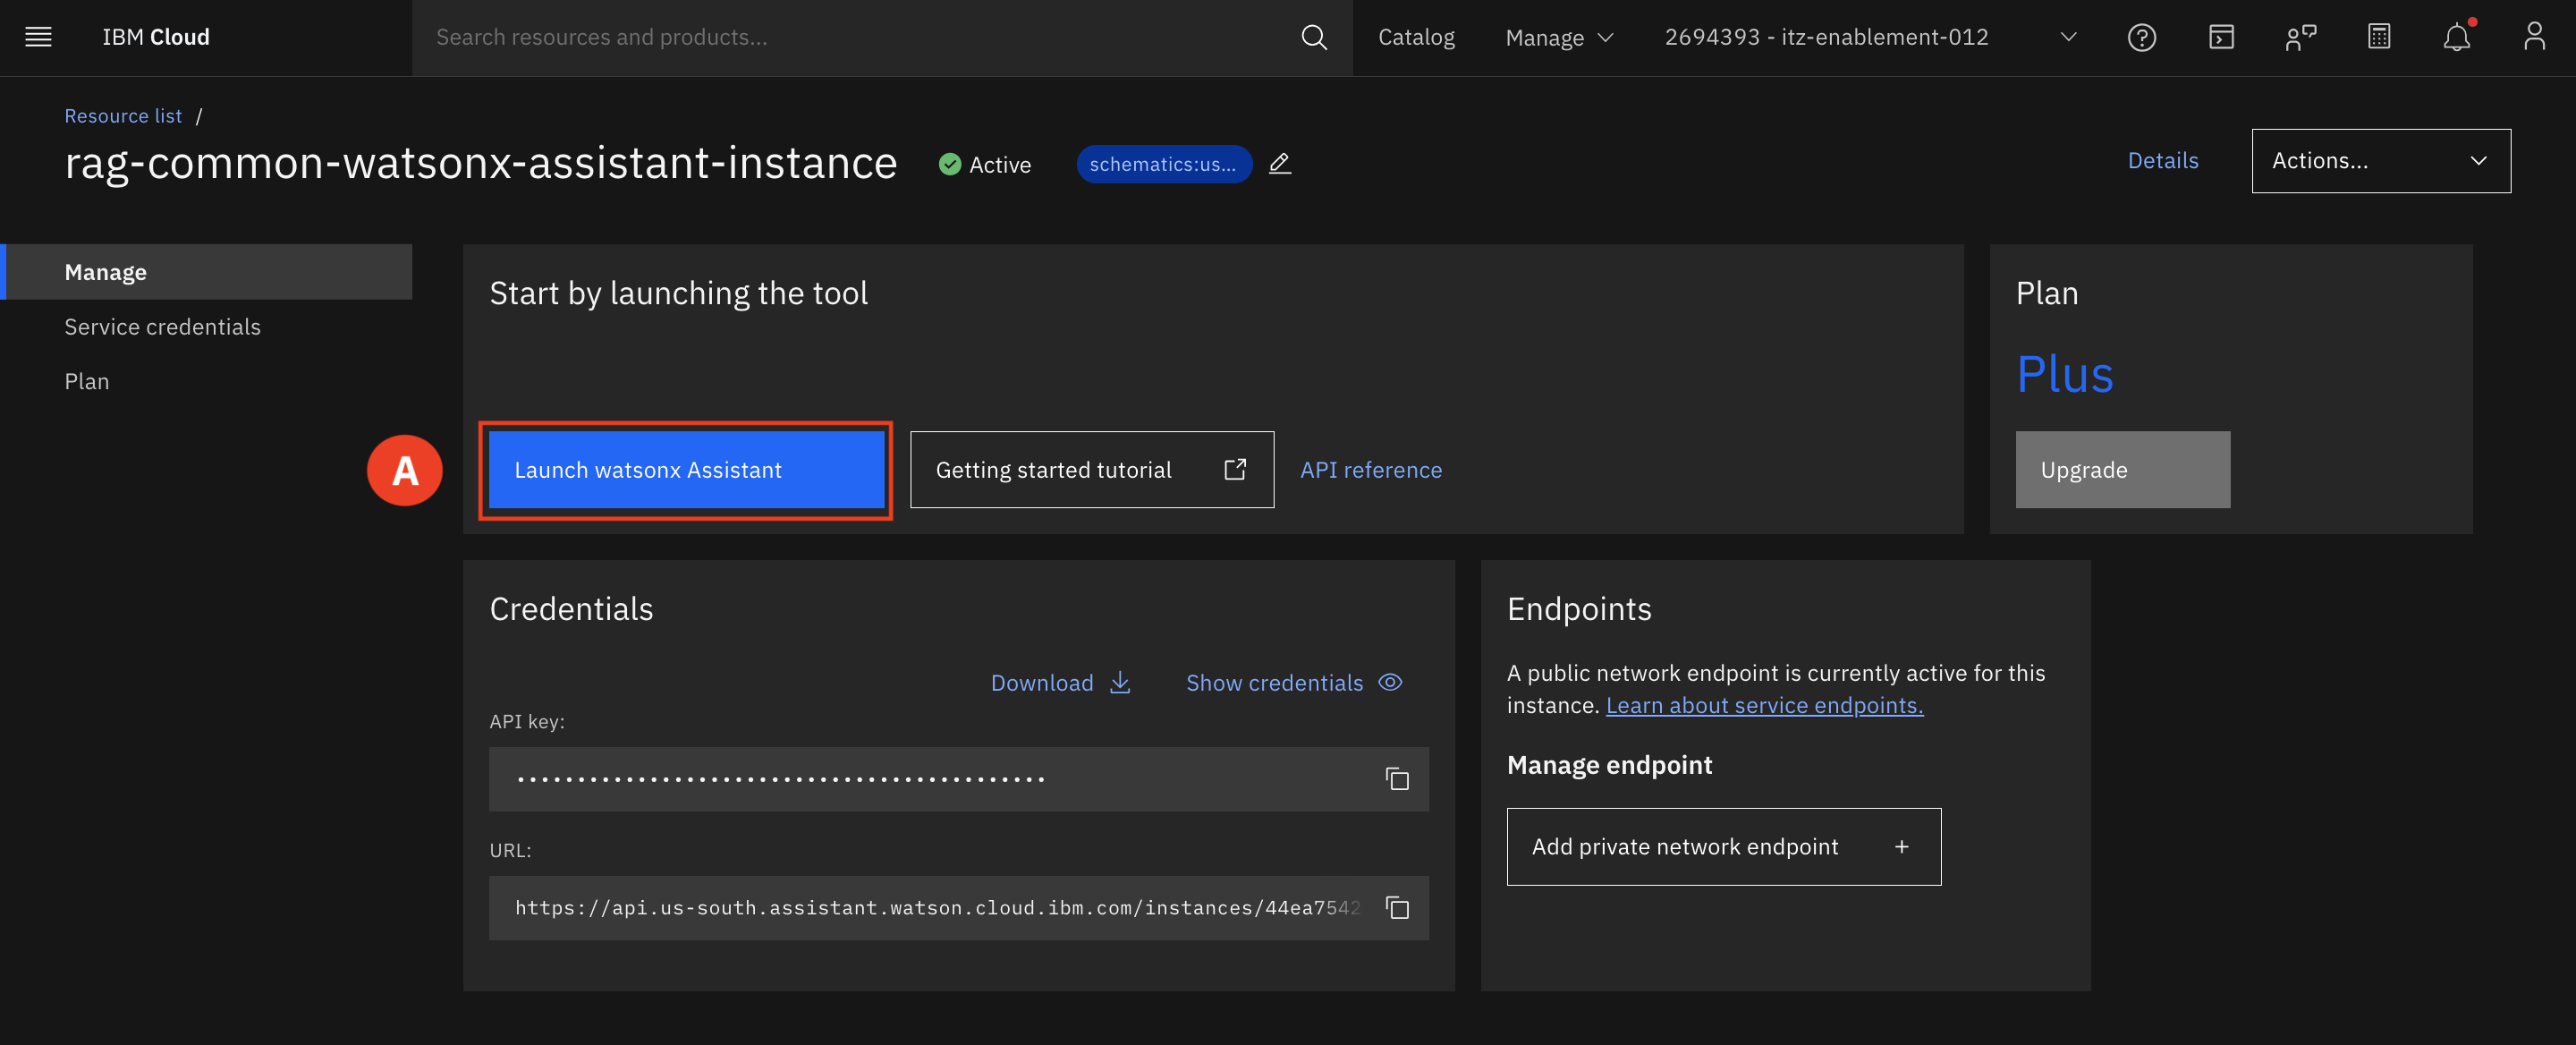 IBM Cloud
Search resources and products...
Catalog
Manage
2694393 - itz-enablement-012
Resource list /
rag-common-watsonx-assistant-instance
Active
schematics:us...
Details
Actions...
Manage
Service credentials
Plan
Start by launching the tool
A
Launch watsonx Assistant
Getting started tutorial
API reference
Plan
Plus
Upgrade
Credentials
Download
Show credentials
API key:
••••••••••••••••••••••••••••••••••••••••••••
URL:
https://api.us-south.assistant.watson.cloud.ibm.com/instances/44ea7542
Endpoints
A public network endpoint is currently active for this
instance. Learn about service endpoints.
Manage endpoint
Add private network endpoint +